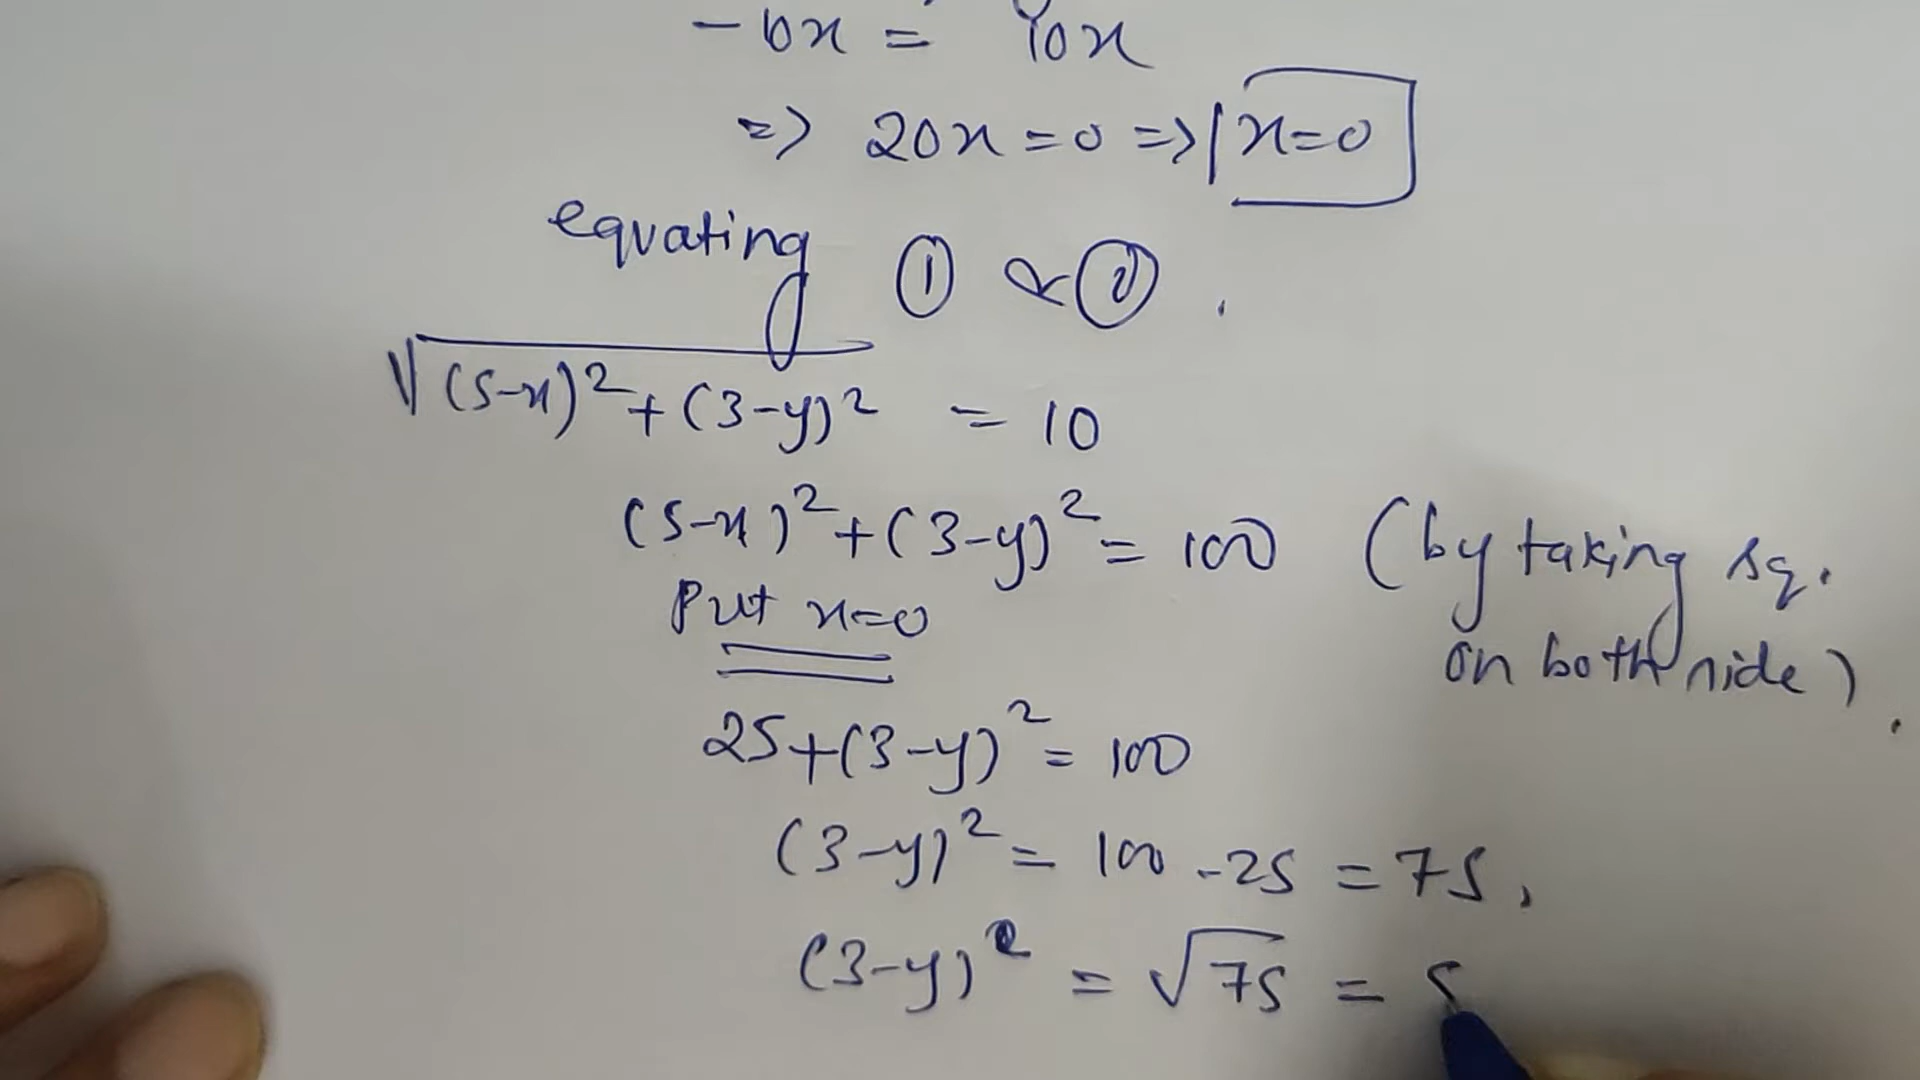 -10x = 10x
=> 20x = 0 => x=0
equating ① & ②.
√(5-x)²+(3-y)² = 10
(5-x)²+(3-y)² = 100 (by taking sq. on both side).
Put x=0
25+(3-y)² = 100
(3-y)² = 100 - 25 = 75,
(3-y)² = √75 = 5